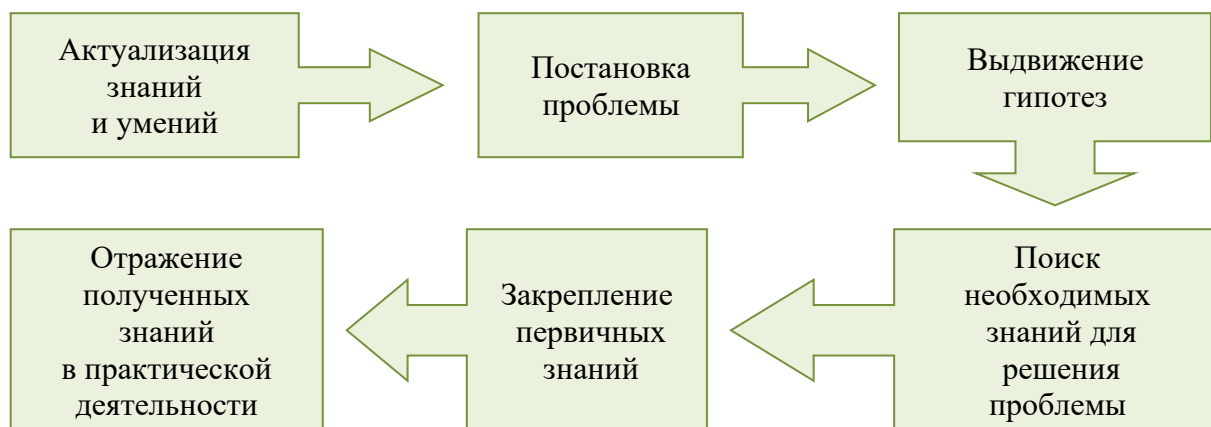 Актуализация
знаний
и умений
Постановка
проблемы
Выдвижение
гипотез
Поиск
необходимых
знаний для
решения
проблемы
Закрепление
первичных
знаний
Отражение
полученных
знаний
в практической
деятельности